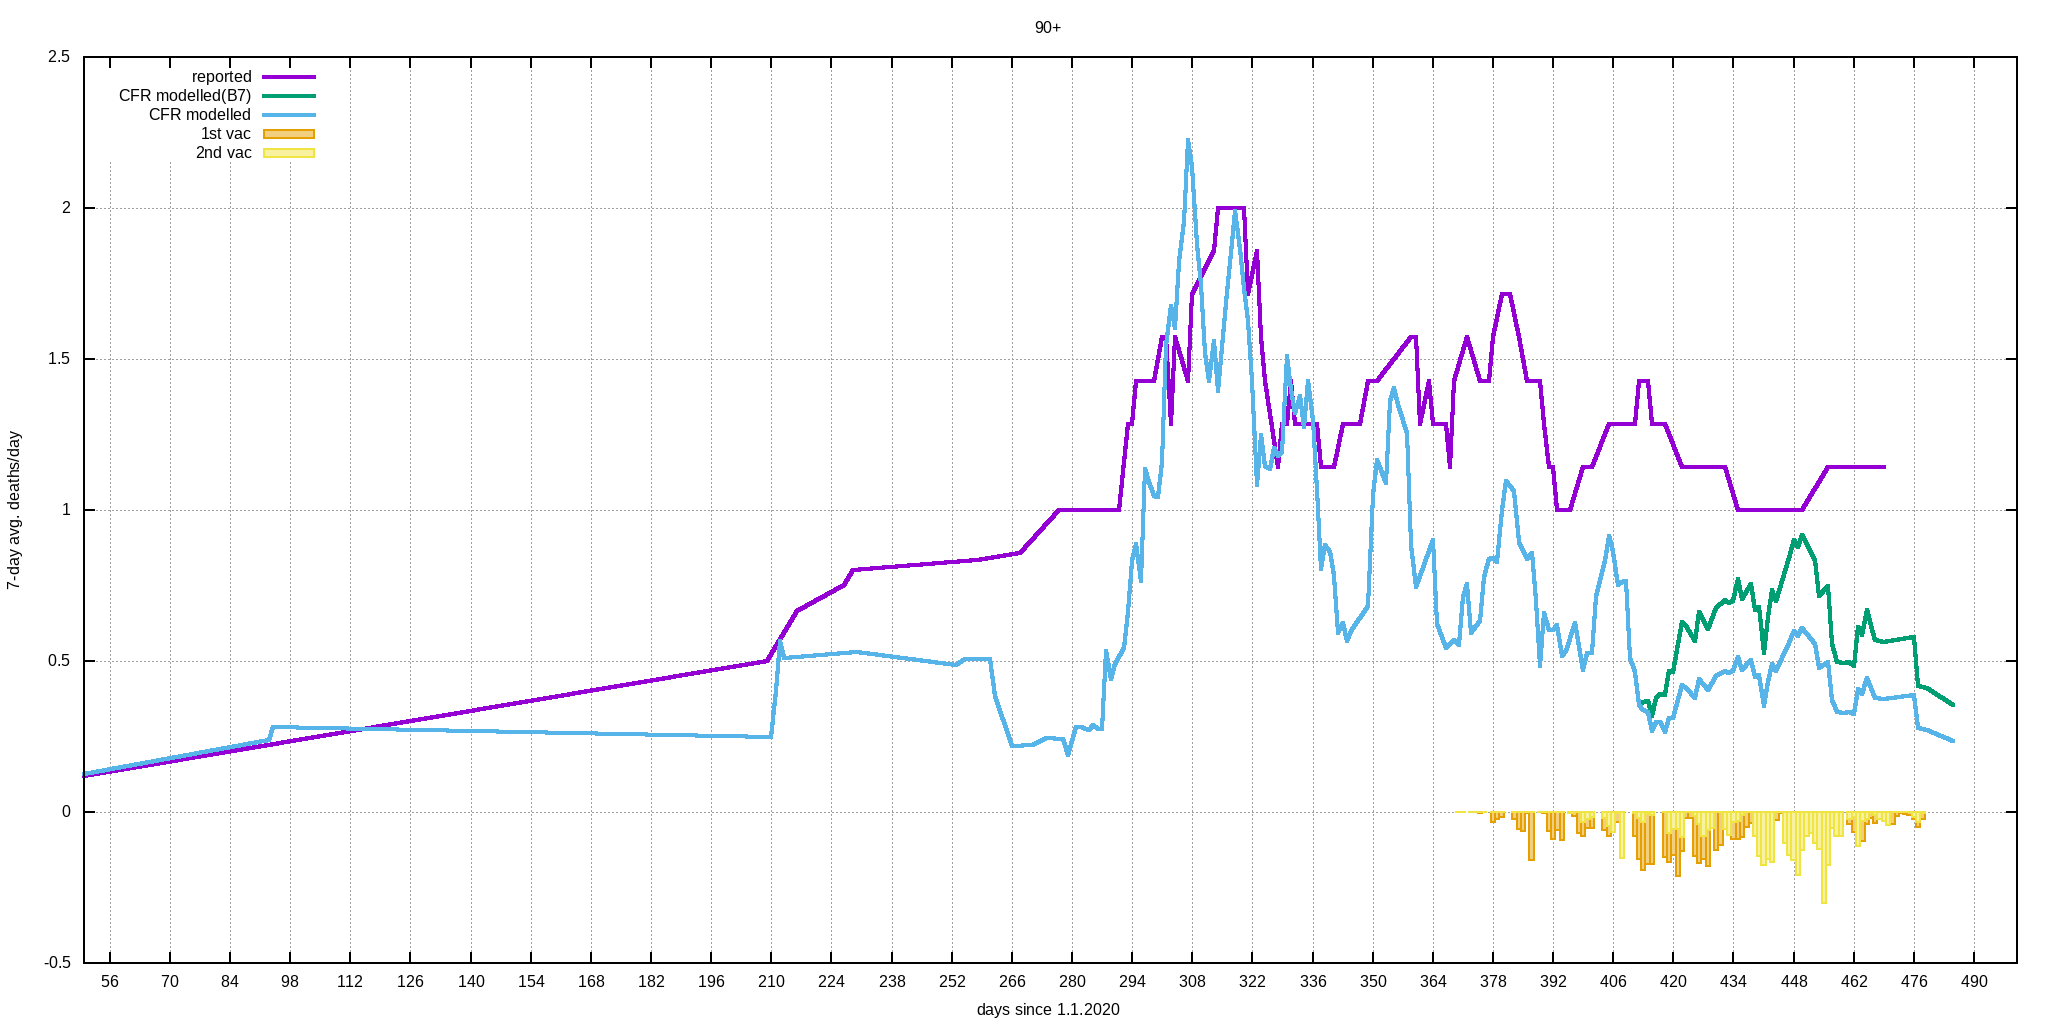 90+
2.5
2
1.5
1
0.5
0
-0.5
7-day avg. deaths/day
reported
CFR modelled(B7)
CFR modelled
1st vac
2nd vac
56 70 84 98 112 126 140 154 168 182 196 210 224 238 252 266 280 294 308 322 336 350 364 378 392 406 420 434 448 462 476 490
days since 1.1.2020